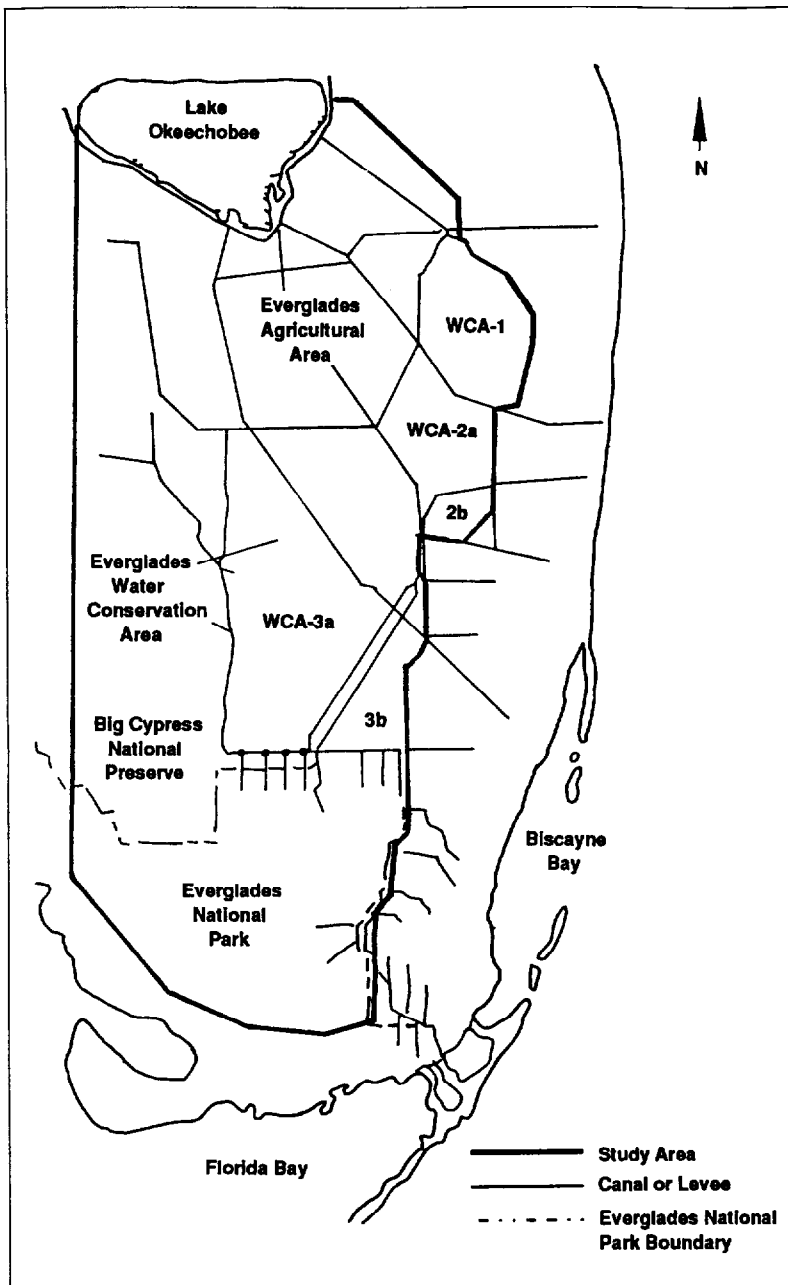 Lake
Okeechobee
N
Everglades
Agricultural
Area
WCA-1
WCA-2a
2b
Everglades
Water
Conservation
Area
WCA-3a
3b
Big Cypress
National
Preserve
Biscayne
Bay
Everglades
National
Park
Florida Bay
Study Area
Canal or Levee
Everglades National
Park Boundary